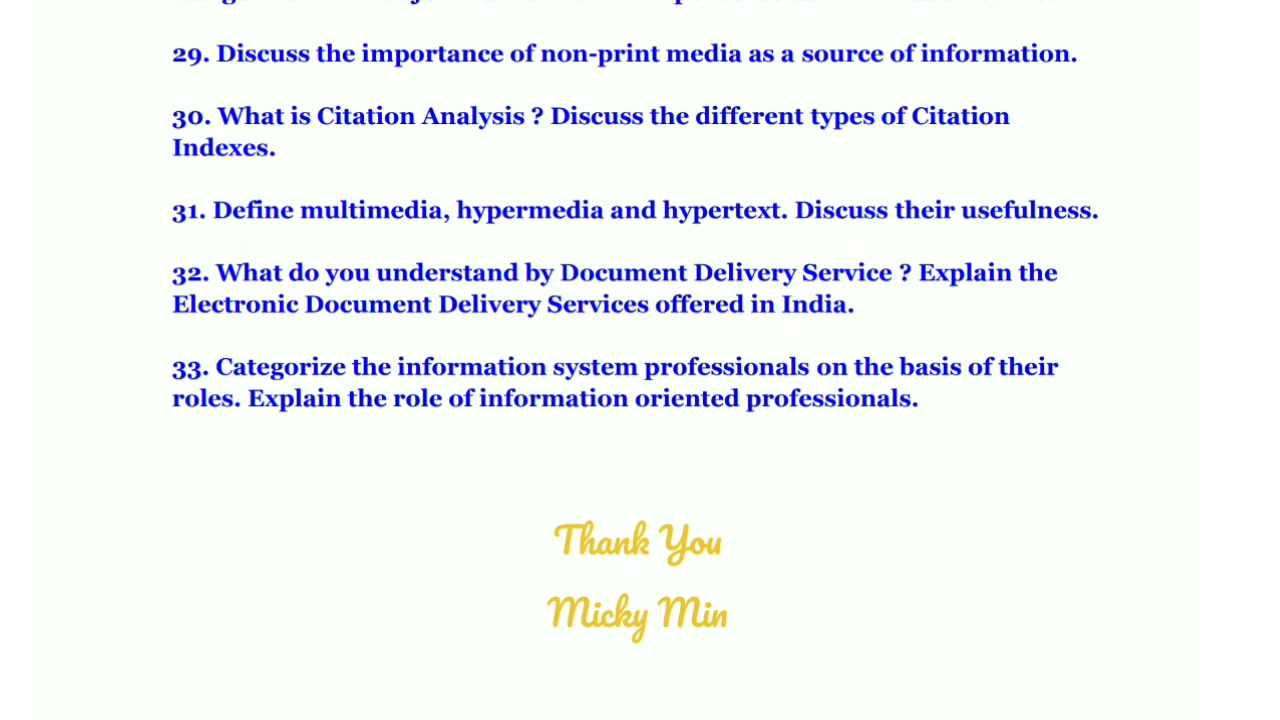 29. Discuss the importance of non-print media as a source of information.
30. What is Citation Analysis ? Discuss the different types of Citation
Indexes.
31. Define multimedia, hypermedia and hypertext. Discuss their usefulness.
32. What do you understand by Document Delivery Service ? Explain the
Electronic Document Delivery Services offered in India.
33. Categorize the information system professionals on the basis of their
roles. Explain the role of information oriented professionals.
Thank You
Micky Min